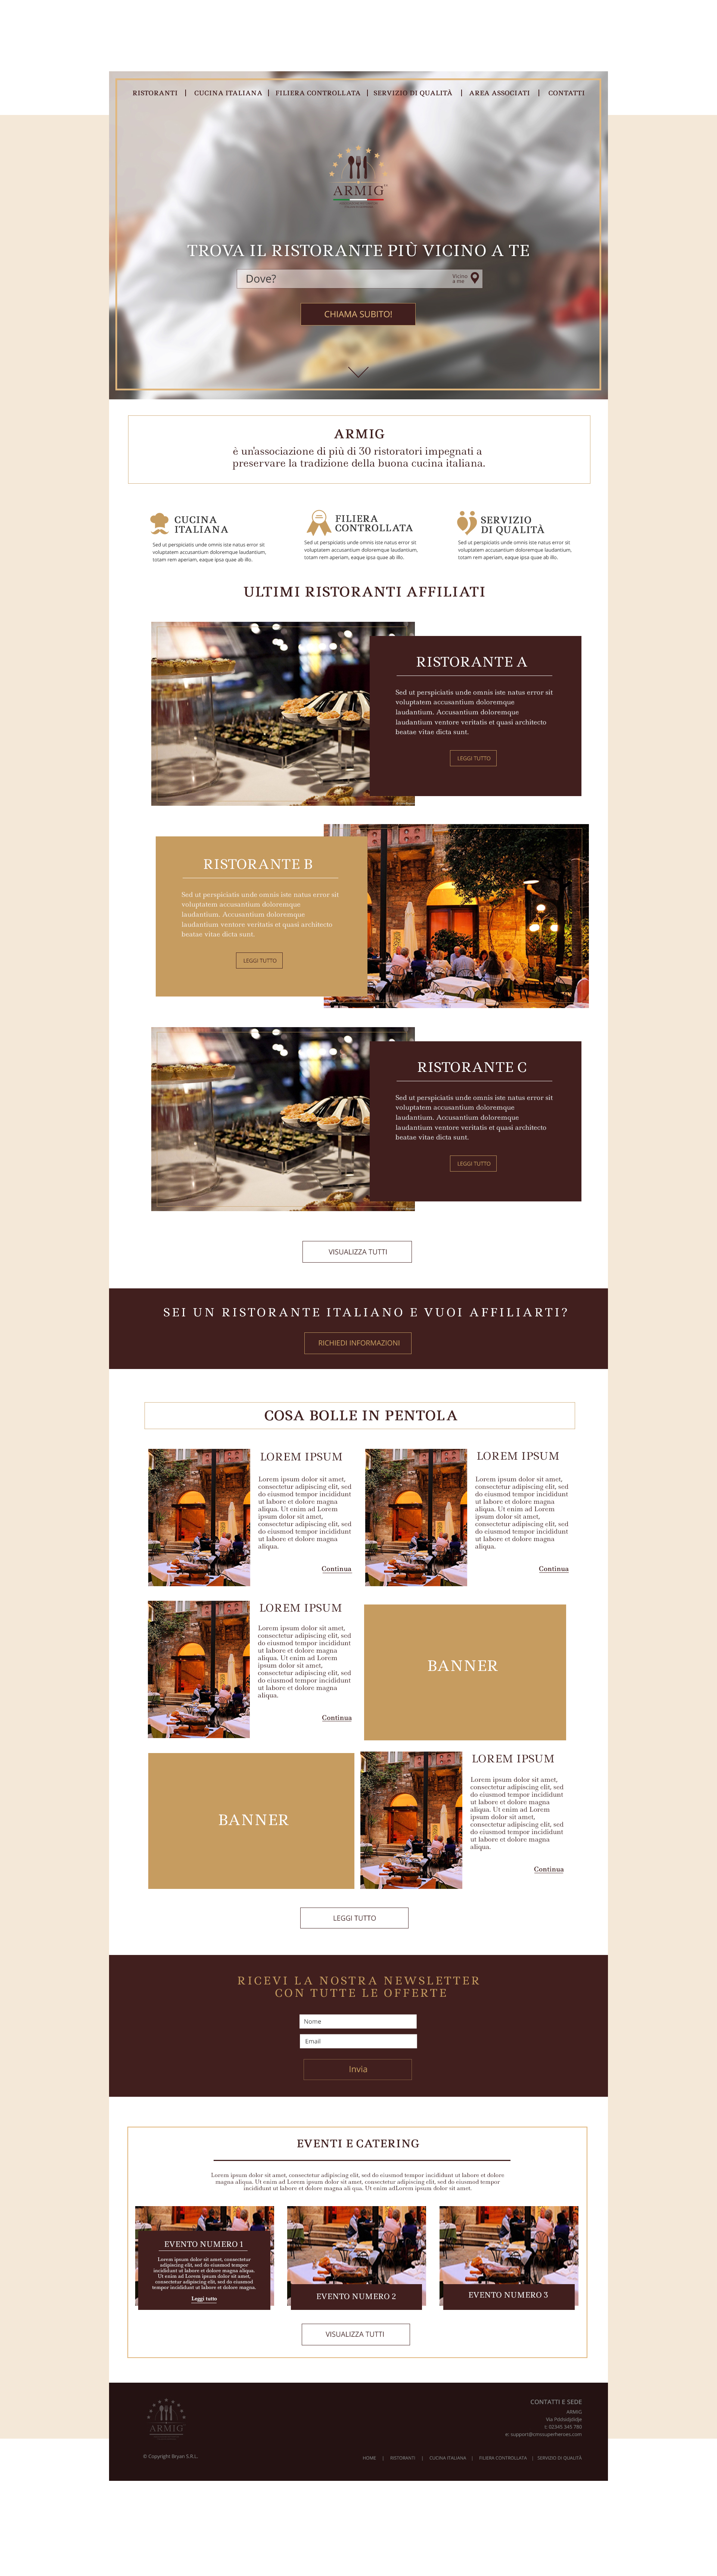 RISTORANTI | CUCINA ITALIANA | FILIERA CONTROLLATA | SERVIZIO DI QUALITÀ | AREA ASSOCIATI | CONTATTI
ARMIG
TROVA IL RISTORANTE PIÙ VICINO A TE
Dove?
Vicino
a me
CHIAMA SUBITO!
ARMIG
è un'associazione di più di 30 ristoratori impegnati a
preservare la tradizione della buona cucina italiana.
CUCINA
ITALIANA
Sed ut perspiciatis unde omnis iste natus error sit
voluptatem accusantium doloremque laudantium,
totam rem aperiam, eaque ipsa quae ab illo.
FILIERA
CONTROLLATA
Sed ut perspiciatis unde omnis iste natus error sit
voluptatem accusantium doloremque laudantium,
totam rem aperiam, eaque ipsa quae ab illo.
SERVIZIO
DI QUALITÀ
Sed ut perspiciatis unde omnis iste natus error sit
voluptatem accusantium doloremque laudantium,
totam rem aperiam, eaque ipsa quae ab illo.
ULTIMI RISTORANTI AFFILIATI
RISTORANTE A
Sed ut perspiciatis unde omnis iste natus error sit
voluptatem accusantium doloremque
laudantium. Accusantium doloremque
laudantium ventore veritatis et quasi architecto
beatae vitae dicta sunt.
LEGGI TUTTO
RISTORANTE B
Sed ut perspiciatis unde omnis iste natus error sit
voluptatem accusantium doloremque
laudantium. Accusantium doloremque
laudantium ventore veritatis et quasi architecto
beatae vitae dicta sunt.
LEGGI TUTTO
RISTORANTE C
Sed ut perspiciatis unde omnis iste natus error sit
voluptatem accusantium doloremque
laudantium. Accusantium doloremque
laudantium ventore veritatis et quasi architecto
beatae vitae dicta sunt.
LEGGI TUTTO
VISUALIZZA TUTTI
SEI UN RISTORANTE ITALIANO E VUOI AFFILIARTI?
RICHIEDI INFORMAZIONI
COSA BOLLE IN PENTOLA
LOREM IPSUM
Lorem ipsum dolor sit amet,
consectetur adipiscing elit, sed
do eiusmod tempor incididunt
ut labore et dolore magna
aliqua. Ut enim ad Lorem
ipsum dolor sit amet,
consectetur adipiscing elit, sed
do eiusmod tempor incididunt
ut labore et dolore magna
aliqua.
Continua
LOREM IPSUM
Lorem ipsum dolor sit amet,
consectetur adipiscing elit, sed
do eiusmod tempor incididunt
ut labore et dolore magna
aliqua. Ut enim ad Lorem
ipsum dolor sit amet,
consectetur adipiscing elit, sed
do eiusmod tempor incididunt
ut labore et dolore magna
aliqua.
Continua
LOREM IPSUM
Lorem ipsum dolor sit amet,
consectetur adipiscing elit, sed
do eiusmod tempor incididunt
ut labore et dolore magna
aliqua. Ut enim ad Lorem
ipsum dolor sit amet,
consectetur adipiscing elit, sed
do eiusmod tempor incididunt
ut labore et dolore magna
aliqua.
Continua
BANNER
BANNER
LOREM IPSUM
Lorem ipsum dolor sit amet,
consectetur adipiscing elit, sed
do eiusmod tempor incididunt
ut labore et dolore magna
aliqua. Ut enim ad Lorem
ipsum dolor sit amet,
consectetur adipiscing elit, sed
do eiusmod tempor incididunt
ut labore et dolore magna
aliqua.
Continua
LEGGI TUTTO
RICEVI LA NOSTRA NEWSLETTER
CON TUTTE LE OFFERTE
Nome
Email
Invia
EVENTI E CATERING
Lorem ipsum dolor sit amet, consectetur adipiscing elit, sed do eiusmod tempor incididunt ut labore et dolore
magna aliqua. Ut enim ad Lorem ipsum dolor sit amet, consectetur adipiscing elit, sed do eiusmod tempor
incididunt ut labore et dolore magna ali qua. Ut enim adLorem ipsum dolor sit amet.
EVENTO NUMERO 1
Lorem ipsum dolor sit amet, consectetur
adipiscing elit, sed do eiusmod tempor
incididunt ut labore et dolore magna aliqua.
Ut enim ad Lorem ipsum dolor sit amet,
consectetur adipiscing elit, sed do eiusmod
tempor incididunt ut labore et dolore magna.
Leggi tutto
EVENTO NUMERO 2
EVENTO NUMERO 3
VISUALIZZA TUTTI
ARMIG
© Copyright Bryan S.R.L.
CONTATTI E SEDE
ARMIG
t: 02345 345 780
e: support@cmssuperheroes.com
HOME | RISTORANTI | CUCINA ITALIANA | FILIERA CONTROLLATA | SERVIZIO DI QUALITÀ